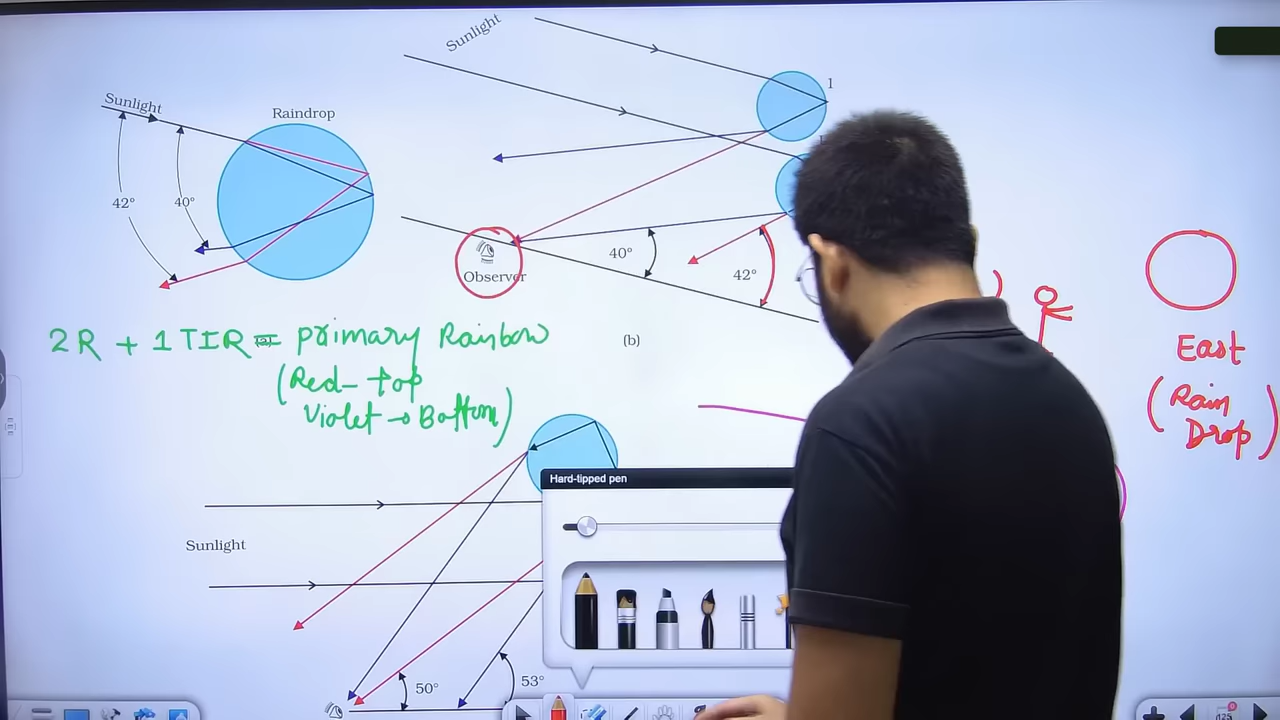 Sunlight
1
Sunlight
Raindrop
42°
40°
40°
42°
Observer
(b)
2R + 1TIR = primary Rainbow
(a)
(Red- top
Violet → Bottom)
East
(Rain
Drop)
Hard-tipped pen
Sunlight
50°
53°
125